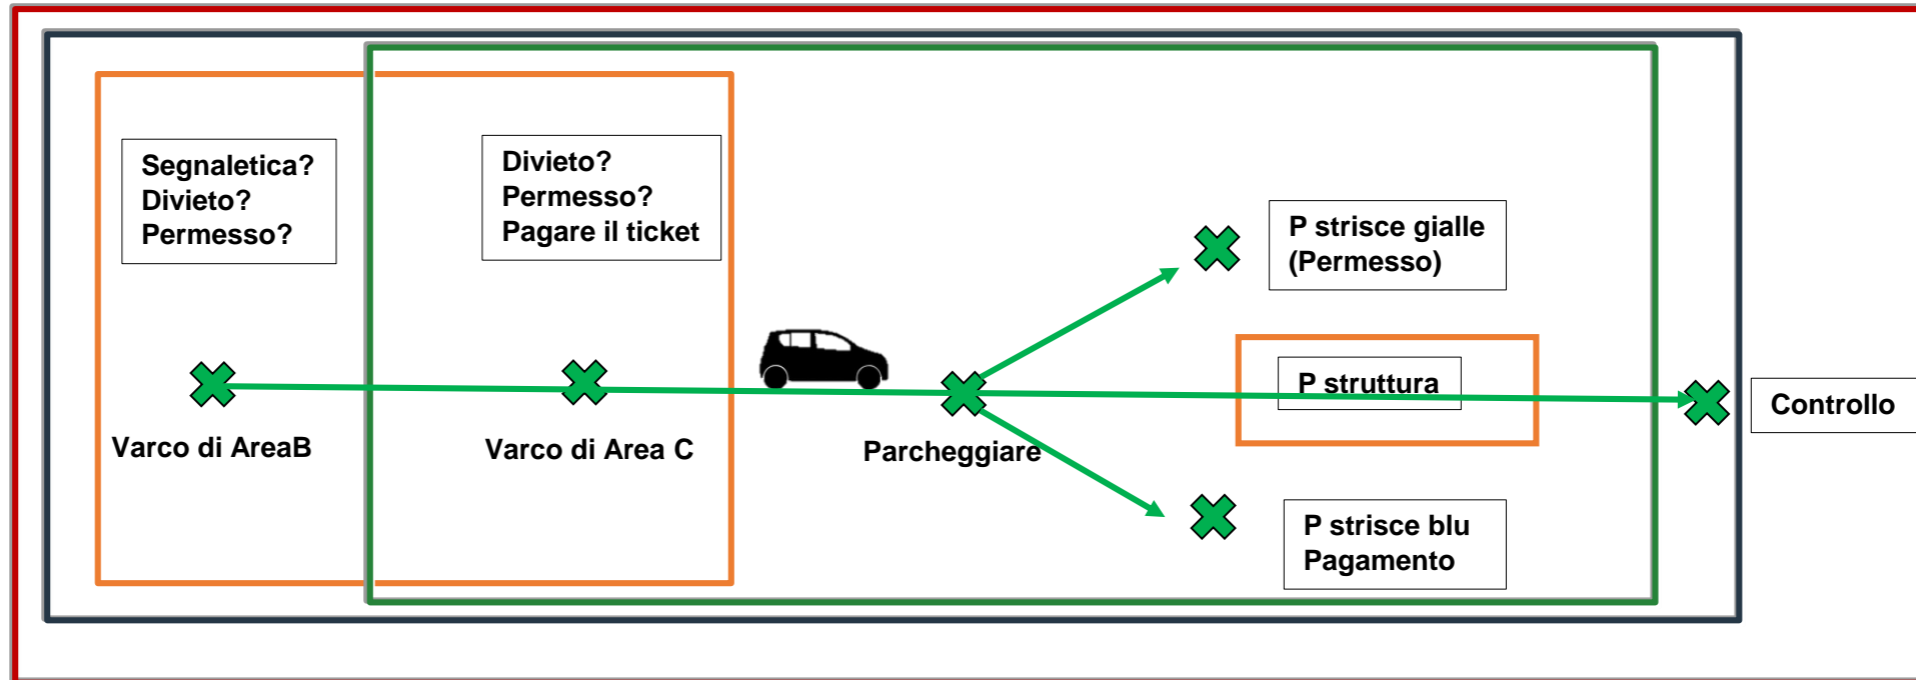 Segnaletica?
Divieto?
Permesso?
Divieto?
Permesso?
Pagare il ticket
P strisce gialle
(Permesso)
P struttura
Controllo
Varco di AreaB
Varco di Area C
Parcheggiare
P strisce blu
Pagamento